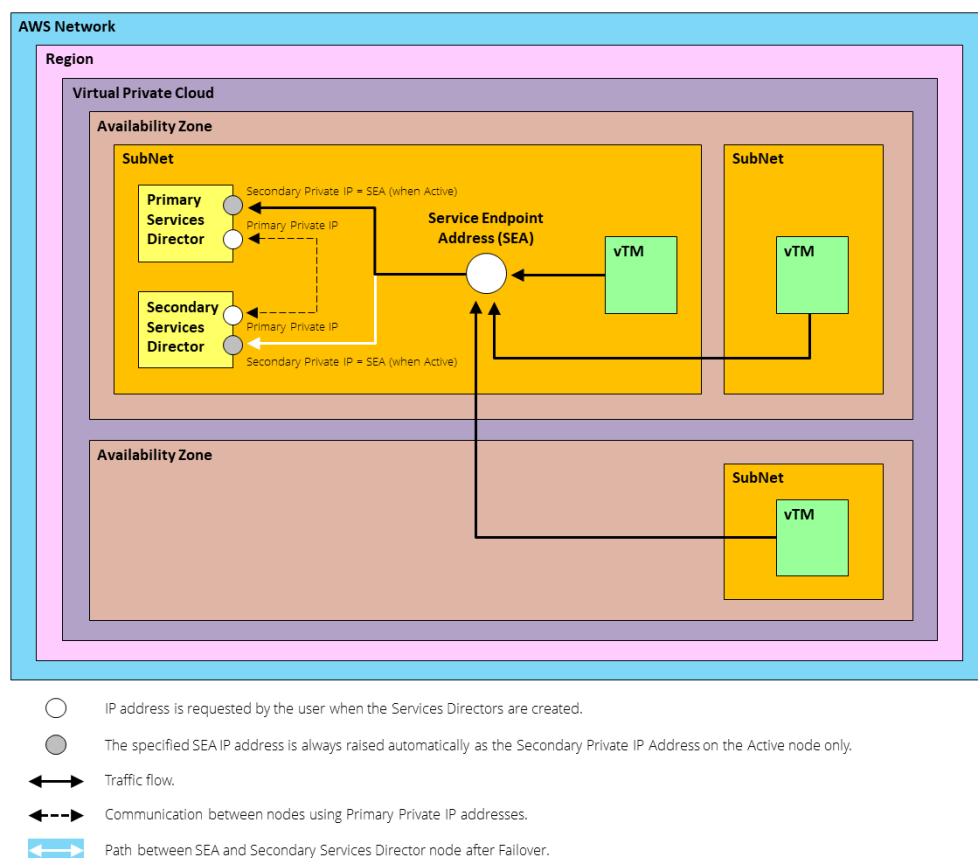 AWS Network
Region
Virtual Private Cloud
Availability Zone
SubNet
SubNet
Primary
Services
Director
Secondary Private IP = SEA (when Active)
Primary Private IP
Service Endpoint
Address (SEA)
vTM
vTM
Secondary
Services
Director
Primary Private IP
Secondary Private IP = SEA (when Active)
Availability Zone
SubNet
vTM
IP address is requested by the user when the Services Directors are created.
The specified SEA IP address is always raised automatically as the Secondary Private IP Address on the Active node only.
Traffic flow.
Communication between nodes using Primary Private IP addresses.
Path between SEA and Secondary Services Director node after Failover.